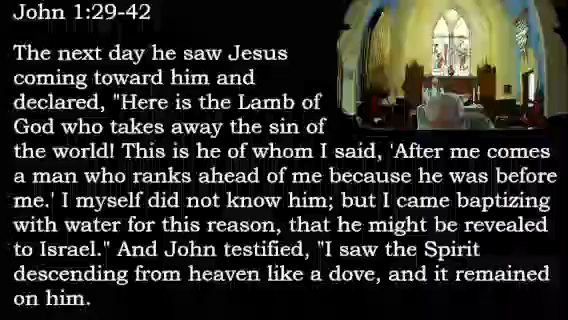 John 1:29-42
The next day he saw Jesus
coming toward him and
declared, "Here is the Lamb of
God who takes away the sin of
the world! This is he of whom I said, 'After me comes
a man who ranks ahead of me because he was before
me.' I myself did not know him; but I came baptizing
with water for this reason, that he might be revealed
to Israel." And John testified, "I saw the Spirit
descending from heaven like a dove, and it remained
on him.